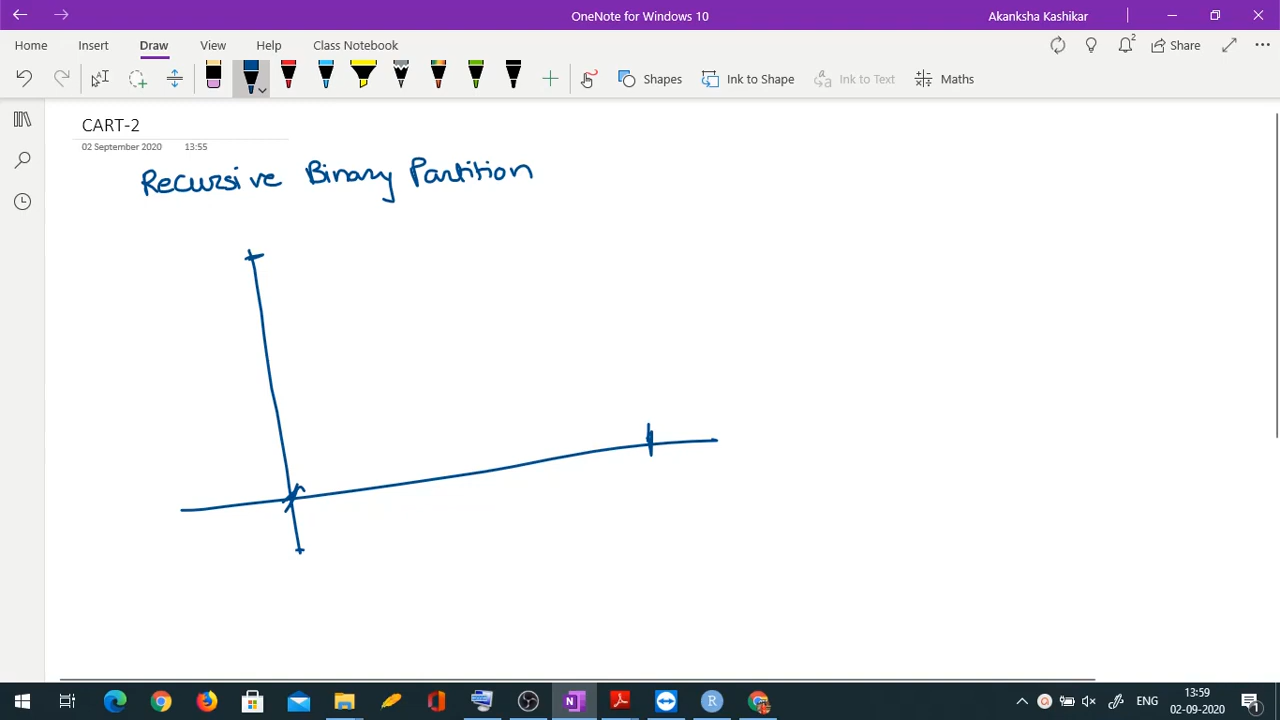 OneNote for Windows 10
Akanksha Kashikar
Home Insert Draw View Help Class Notebook
Share
Shapes Ink to Shape Ink to Text Maths
CART-2
02 September 2020 13:55
Recursive Binary Partition
ENG
13:59
02-09-2020